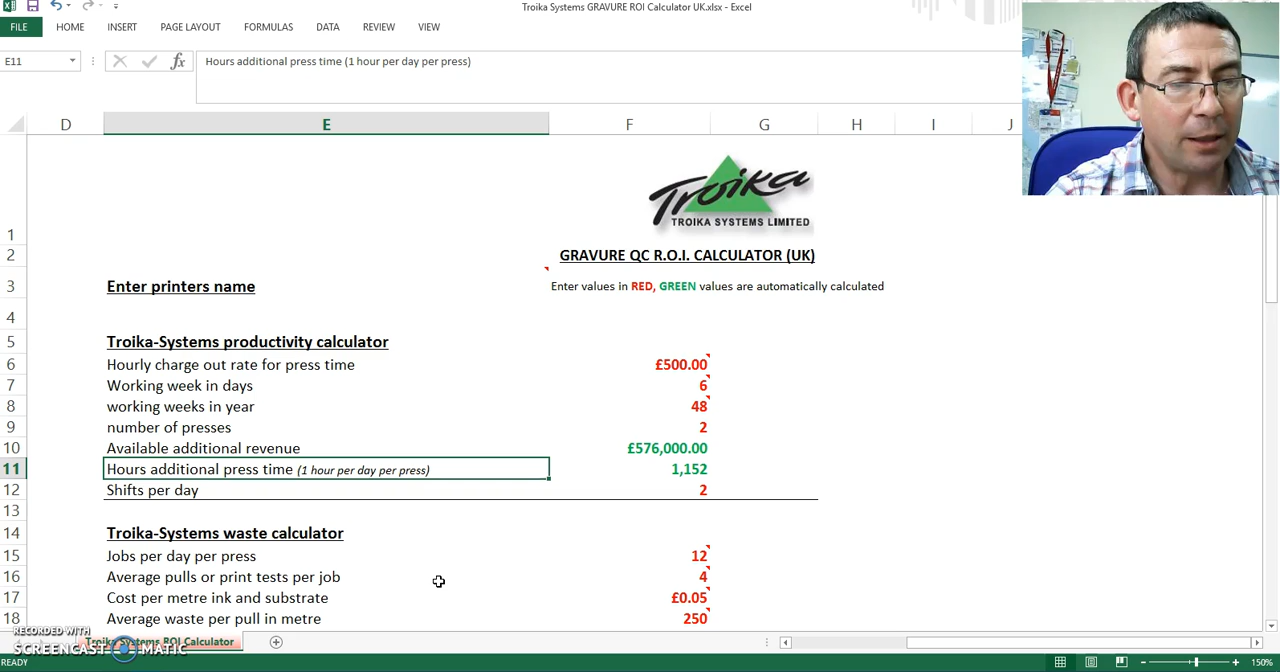 Troika Systems GRAVURE ROI Calculator UK.xlsx - Excel
FILE HOME INSERT PAGE LAYOUT FORMULAS DATA REVIEW VIEW
E11 fx Hours additional press time (1 hour per day per press)
D E F G H I J
1 Troika
TROIKA SYSTEMS LIMITED
2 GRAVURE QC R.O.I. CALCULATOR (UK)
3 Enter printers name Enter values in RED, GREEN values are automatically calculated
4
5 Troika-Systems productivity calculator
6 Hourly charge out rate for press time £500.00
7 Working week in days 6
8 working weeks in year 48
9 number of presses 2
10 Available additional revenue £576,000.00
11 Hours additional press time (1 hour per day per press) 1,152
12 Shifts per day 2
13
14 Troika-Systems waste calculator
15 Jobs per day per press 12
16 Average pulls or print tests per job 4
17 Cost per metre ink and substrate £0.05
18 Average waste per pull in metre 250
RECORDED WITH
Troika Systems ROI Calculator
SCREENCAST MATIC
READY 150%